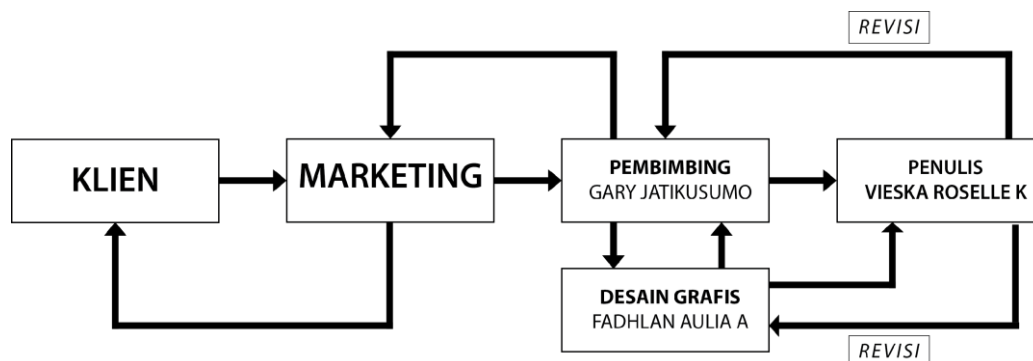 REVISI
KLIEN
MARKETING
PEMBIMBING
GARY JATIKUSUMO
PENULIS
VIESKA ROSELLE K
DESAIN GRAFIS
FADHLAN AULIA A
REVISI